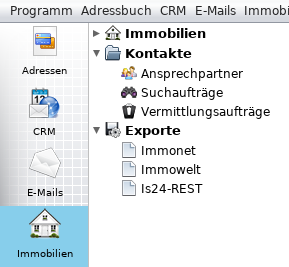 Programm Adressbuch CRM E-Mails Immobi
Adressen
CRM
E-Mails
Immobilien
Immobilien
Kontakte
Ansprechpartner
Suchaufträge
Vermittlungsaufträge
Exporte
Immonet
Immowelt
Is24-REST